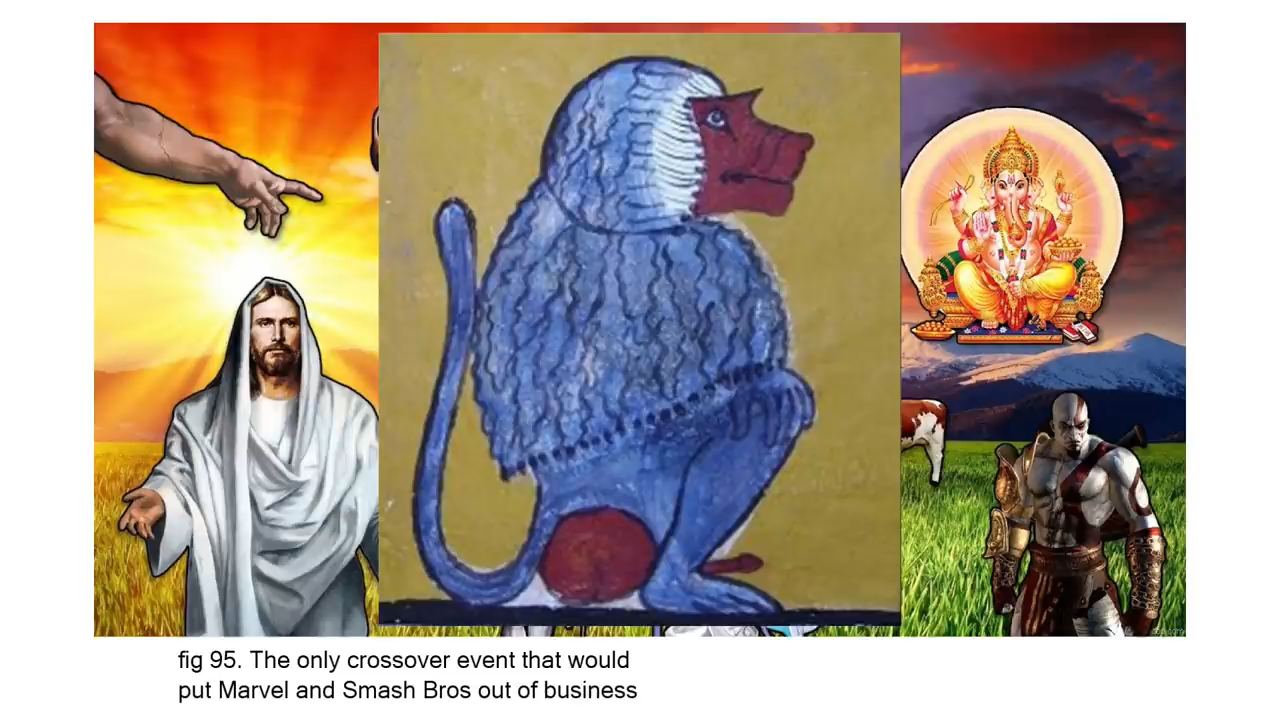 fig 95. The only crossover event that would
put Marvel and Smash Bros out of business